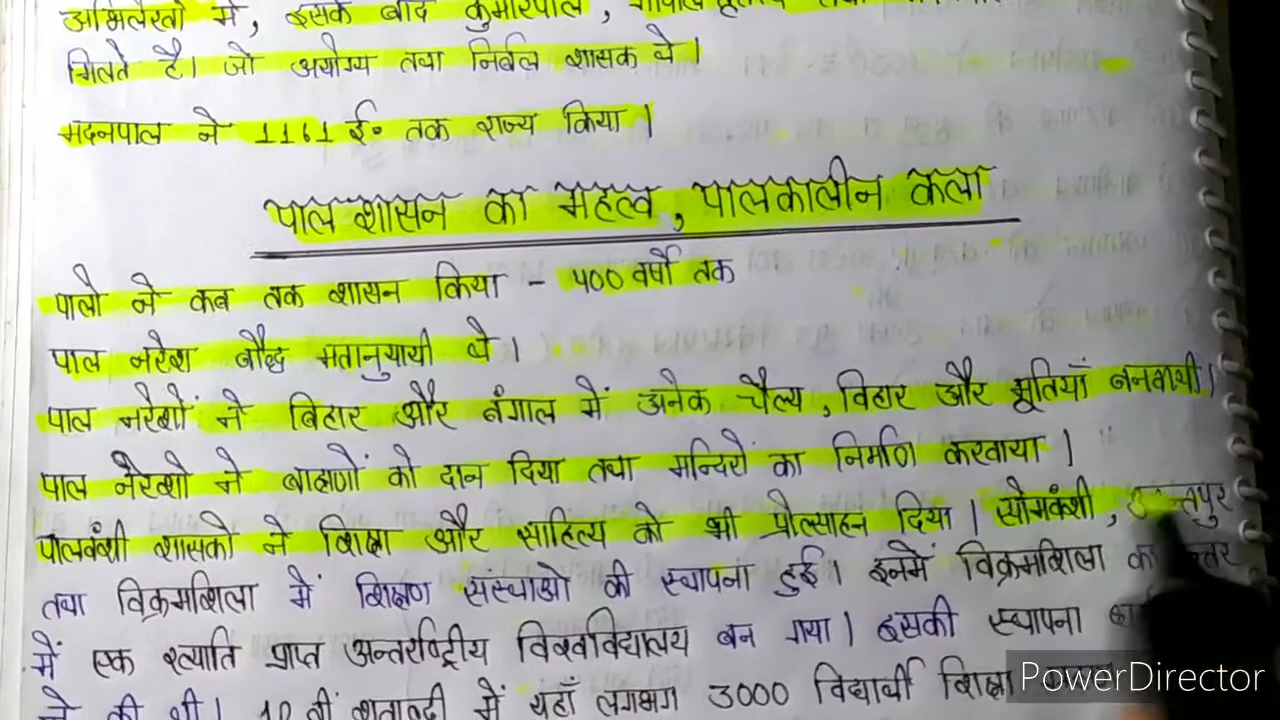 अभिलेखों में, इसके बाद कुमारपाल,
मिलते है। जो अयोग्य तथा निर्बल शासक थे।
मदनपाल ने 1161 ई० तक राज्य किया।
पाल शासन का महत्व, पालकालीन कला
पालो ने कब तक शासन किया - 400 वर्षो तक
पाल नरेश बौद्ध मतानुयायी थे।
पाल नरेशों ने बिहार और बंगाल में अनेक चैत्य, विहार और मूर्तियाँ बनवायी।
पाल नेरेशो ने ब्राह्मणों को दान दिया तथा मन्दिरों का निर्माण करवाया।
पालवंशी शासको ने शिक्षा और साहित्य को भी प्रोत्साहन दिया। सोमवंशी,
तथा विक्रमशिला में शिक्षण संस्थाओ की स्थापना हुई। इनमें विक्रमशिला
में एक ख्याति प्राप्त अन्तर्राष्ट्रीय विश्वविद्यालय बन गया। इसकी स्थापना
ने की थी। 12 वीं शताब्दी में यहाँ लगभग 3000 विद्यार्थी शिक्षा
PowerDirector